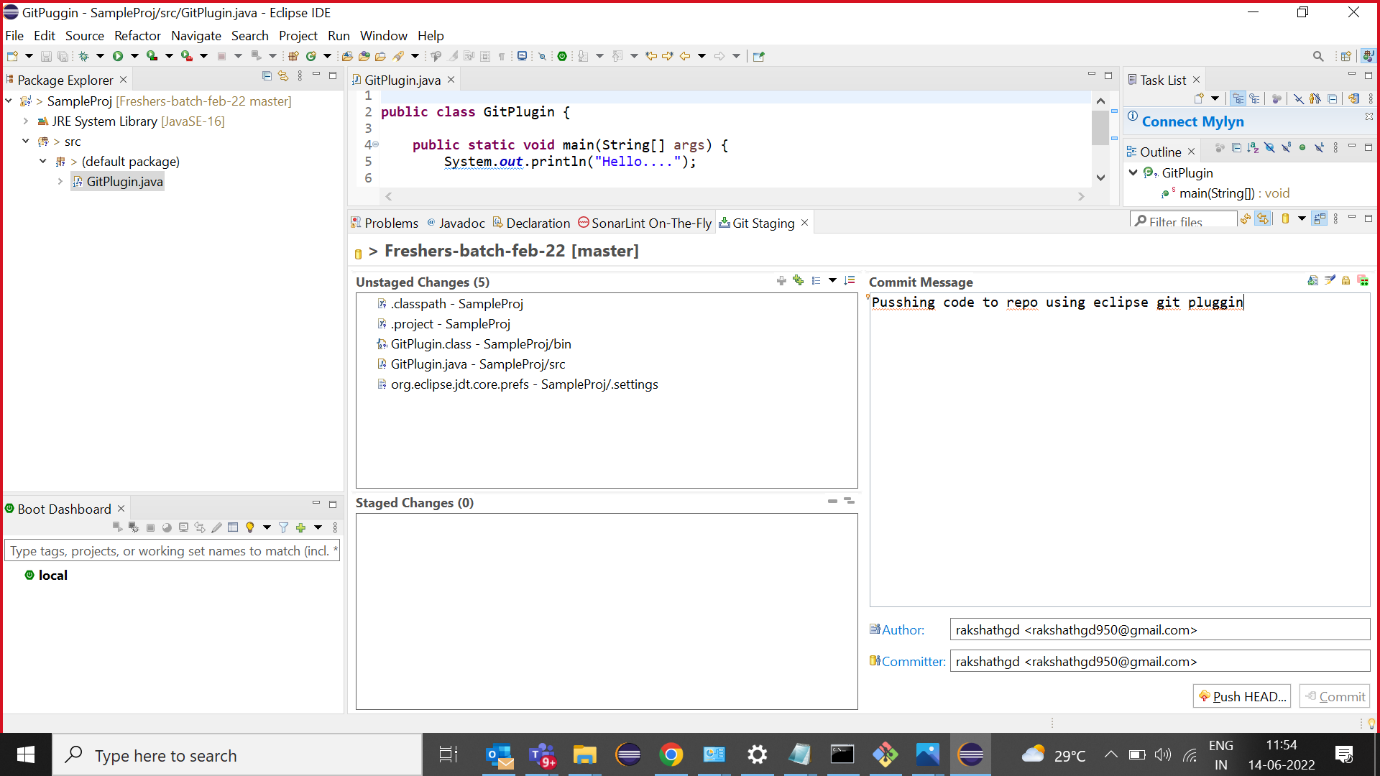 GitPuggin - SampleProj/src/GitPlugin.java - Eclipse IDE
File Edit Source Refactor Navigate Search Project Run Window Help
Package Explorer
SampleProj [Freshers-batch-feb-22 master]
JRE System Library [JavaSE-16]
src
(default package)
GitPlugin.java
GitPlugin.java
1
2 public class GitPlugin {
3
4 public static void main(String[] args) {
5 System.out.println("Hello....");
6
Task List
Connect Mylyn
Outline
GitPlugin
main(String[]) : void
Problems Javadoc Declaration SonarLint On-The-Fly Git Staging
Filter files
> Freshers-batch-feb-22 [master]
Unstaged Changes (5)
.classpath - SampleProj
.project - SampleProj
GitPlugin.class - SampleProj/bin
GitPlugin.java - SampleProj/src
org.eclipse.jdt.core.prefs - SampleProj/.settings
Staged Changes (0)
Commit Message
Pusshing code to repo using eclipse git pluggin
Author: rakshathgd <rakshathgd950@gmail.com>
Committer: rakshathgd <rakshathgd950@gmail.com>
Push HEAD... Commit
Boot Dashboard
Type tags, projects, or working set names to match (incl. *
local
Type here to search
9+
29°C
ENG
IN
11:54
14-06-2022